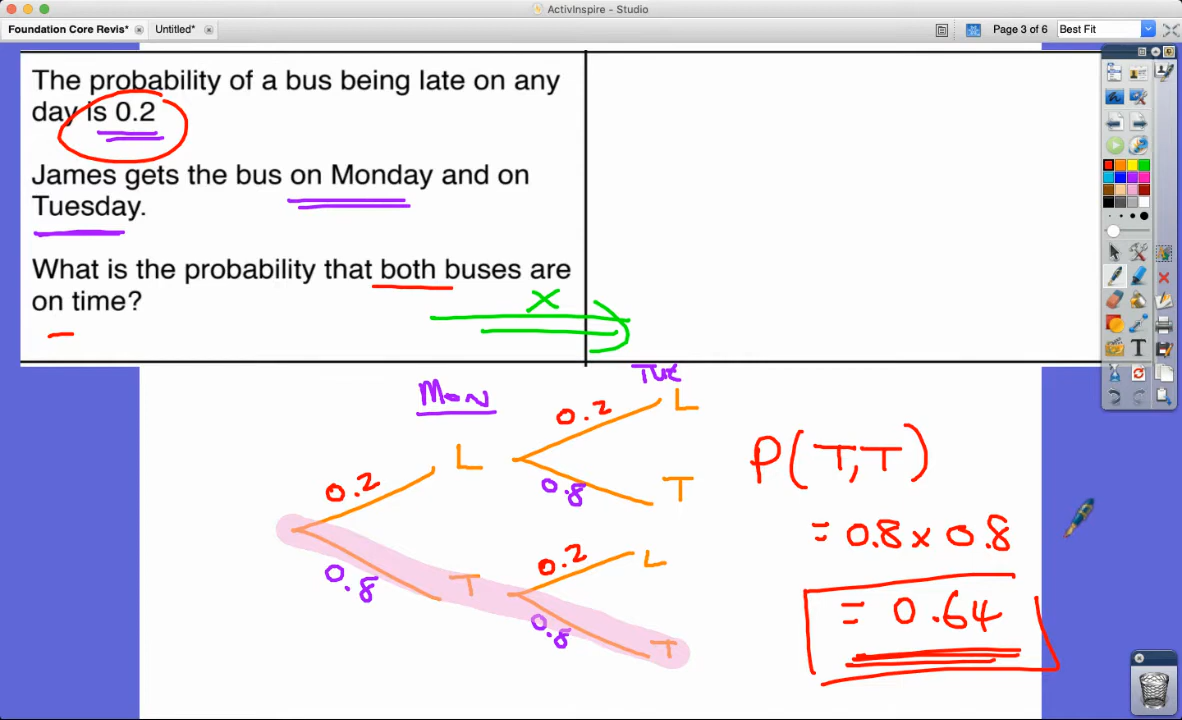 ActivInspire - Studio
Foundation Core Revis*
Untitled*
Page 3 of 6
Best Fit
The probability of a bus being late on any
day is 0.2
James gets the bus on Monday and on
Tuesday.
What is the probability that both buses are
on time?
x
Mon
Tue
0.2
L
0.2
L
0.8
T
0.8
T
0.2
L
0.8
T
P(T,T)
= 0.8 x 0.8
= 0.64
T